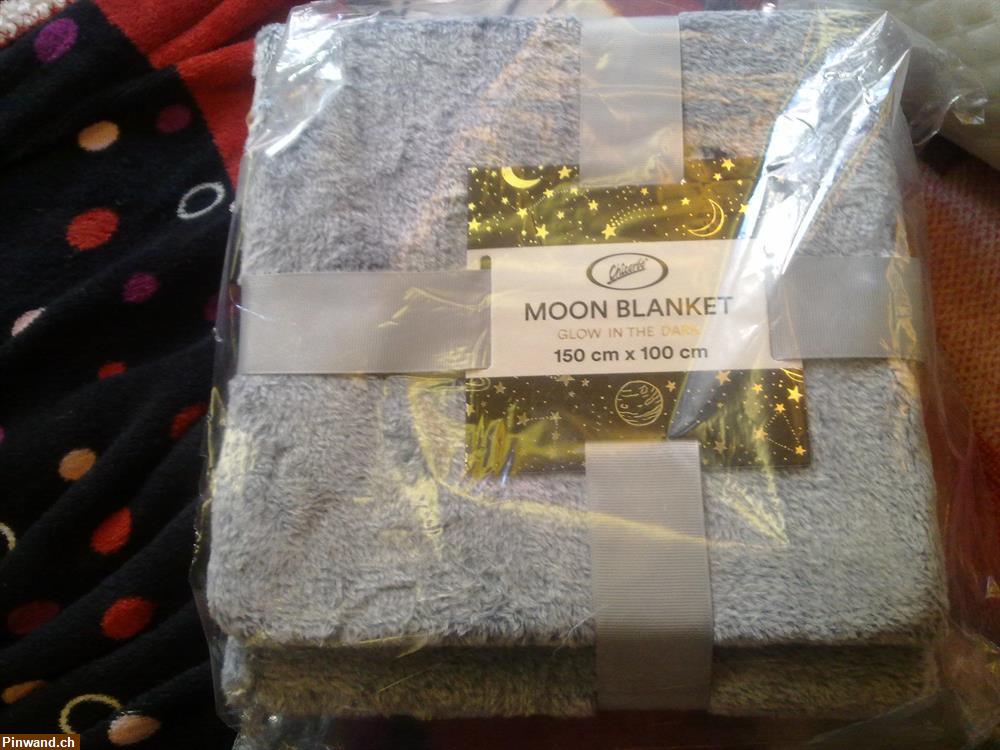 Chicorée
MOON BLANKET
GLOW IN THE DARK
150 cm x 100 cm
Pinwand.ch